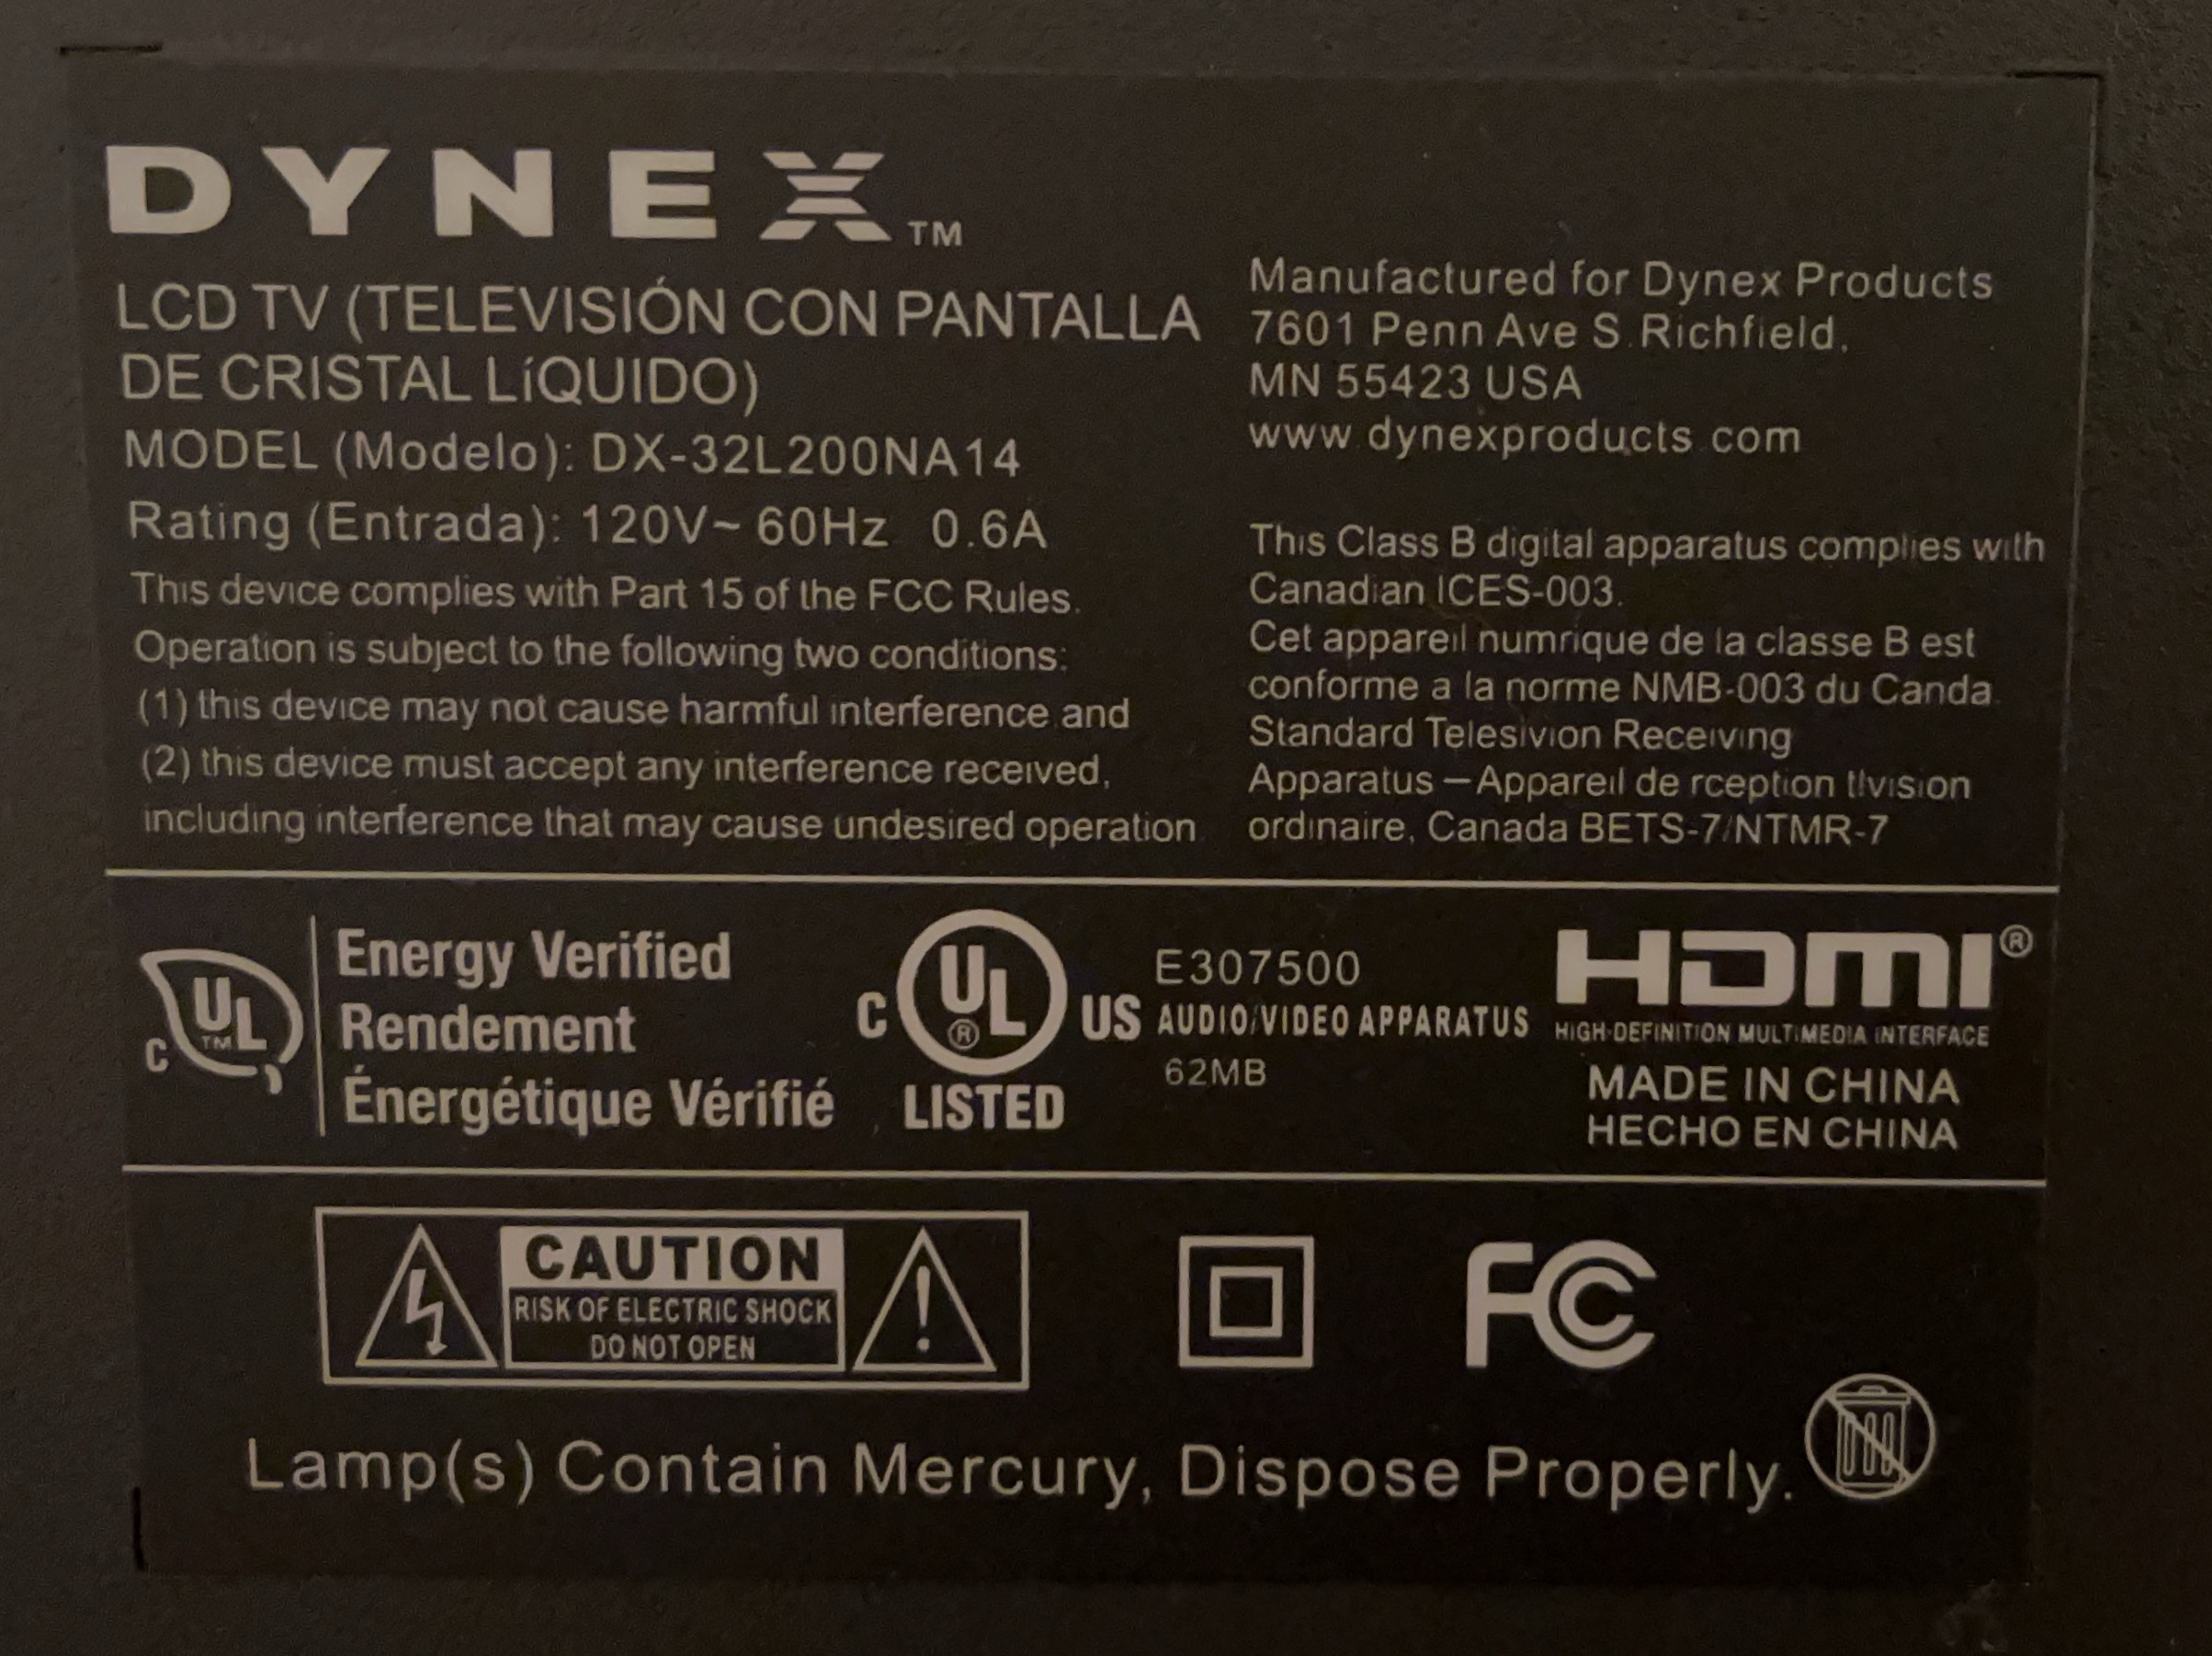 DYNEX™
LCD TV (TELEVISIÓN CON PANTALLA
DE CRISTAL LíQUIDO)
MODEL (Modelo): DX-32L200NA14
Rating (Entrada): 120V~ 60Hz 0.6A
This device complies with Part 15 of the FCC Rules.
Operation is subject to the following two conditions:
(1) this device may not cause harmful interference and
(2) this device must accept any interference received,
including interference that may cause undesired operation.
Manufactured for Dynex Products
7601 Penn Ave S.Richfield,
MN 55423 USA
www.dynexproducts.com
This Class B digital apparatus complies with
Canadian ICES-003.
Cet appareil numrique de la classe B est
conforme a la norme NMB-003 du Canda.
Standard Telesivion Receiving
Apparatus –Appareil de rception tlvision
ordinaire, Canada BETS-7/NTMR-7
C UL™
Energy Verified
Rendement
Énergétique Vérifié
C UL® US
LISTED
E307500
AUDIO/VIDEO APPARATUS
62MB
HDMI®
HIGH-DEFINITION MULTIMEDIA INTERFACE
MADE IN CHINA
HECHO EN CHINA
CAUTION
RISK OF ELECTRIC SHOCK
DO NOT OPEN
!
FC
Lamp(s) Contain Mercury, Dispose Properly.